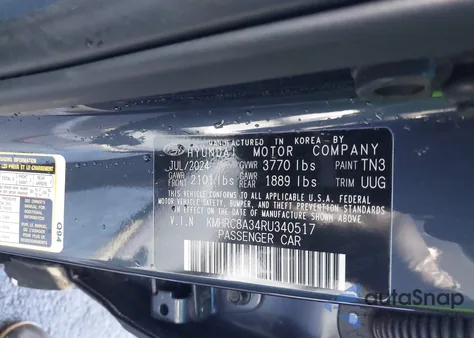 MANUFACTURED IN KOREA BY
HYUNDAI MOTOR COMPANY
JUL/2024 GVWR 3770 lbs PAINT TN3
GAWR FRONT 2101 lbs GAWR REAR 1889 lbs TRIM UUG
THIS VEHICLE CONFORMS TO ALL APPLICABLE U.S.A. FEDERAL
MOTOR VEHICLE SAFETY, BUMPER, AND THEFT PREVENTION
STANDARDS IN EFFECT ON THE DATE OF MANUFACTURE SHOWN ABOVE.
V.I.N KMHRC8A34RU340517
PASSENGER CAR
Q94
autoSnap